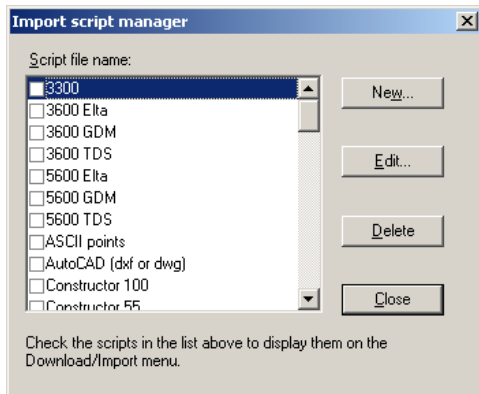 Import script manager
Script file name:
3300
3600 Elta
3600 GDM
3600 TDS
5600 Elta
5600 GDM
5600 TDS
ASCII points
AutoCAD (dxf or dwg)
Constructor 100
Constructor 55
New...
Edit...
Delete
Close
Check the scripts in the list above to display them on the
Download/Import menu.